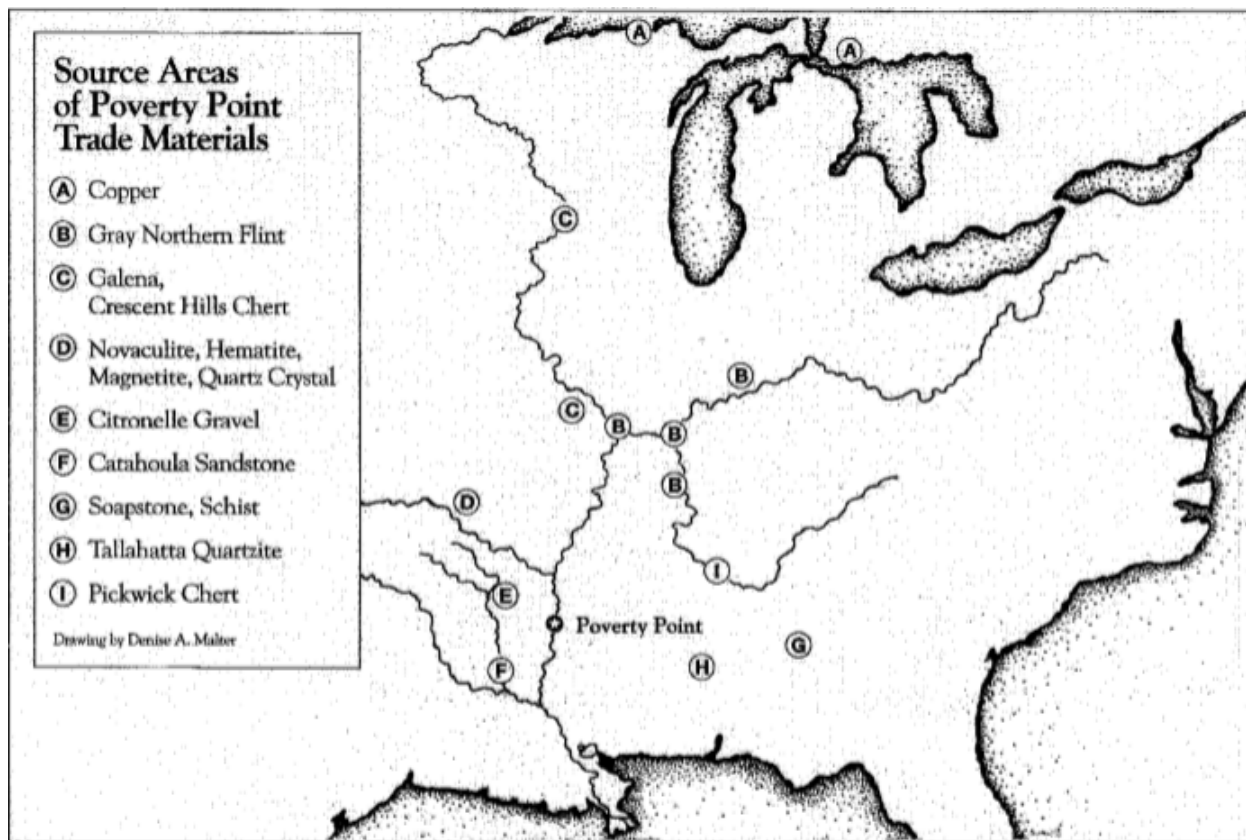 Source Areas
of Poverty Point
Trade Materials
A Copper
B Gray Northern Flint
C Galena,
Crescent Hills Chert
D Novaculite, Hematite,
Magnetite, Quartz Crystal
E Citronelle Gravel
F Catahoula Sandstone
G Soapstone, Schist
H Tallahatta Quartzite
I Pickwick Chert
Drawing by Denise A. Malter
A
A
C
B
C
B
B
B
D
I
E
Poverty Point
G
H
F